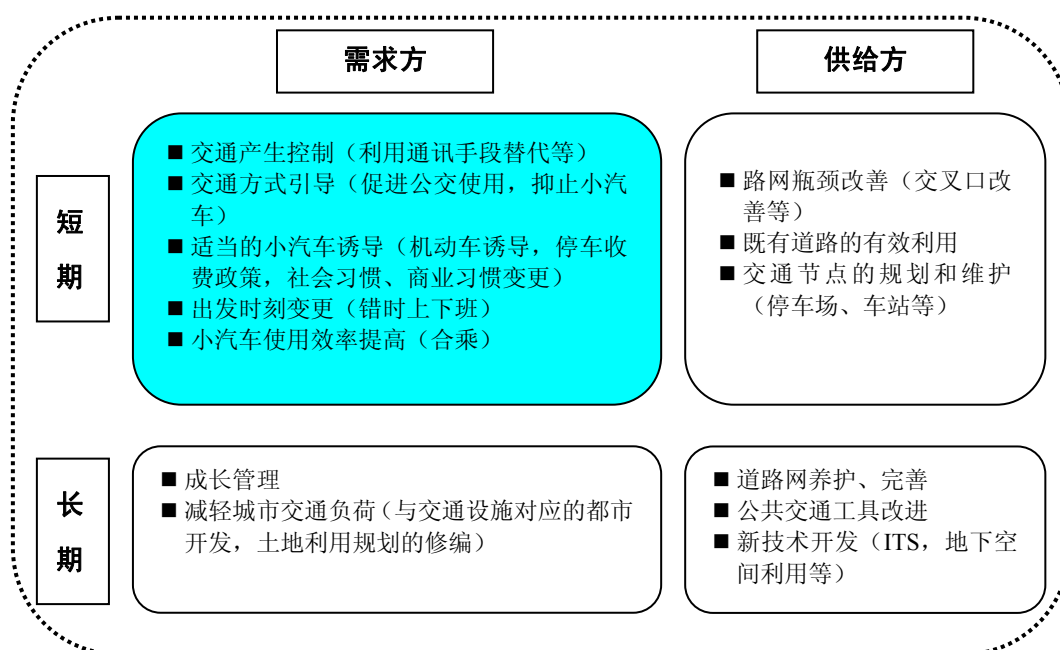 需求方
供给方
短
期
■ 交通产生控制（利用通讯手段替代等）
■ 交通方式引导（促进公交使用，抑止小汽
车）
■ 适当的小汽车诱导（机动车诱导，停车收
费政策，社会习惯、商业习惯变更）
■ 出发时刻变更（错时上下班）
■ 小汽车使用效率提高（合乘）
■ 路网瓶颈改善（交叉口改
善等）
■ 既有道路的有效利用
■ 交通节点的规划和维护
（停车场、车站等）
长
期
■ 成长管理
■ 减轻城市交通负荷（与交通设施对应的都市
开发，土地利用规划的修编）
■ 道路网养护、完善
■ 公共交通工具改进
■ 新技术开发（ITS，地下空
间利用等）